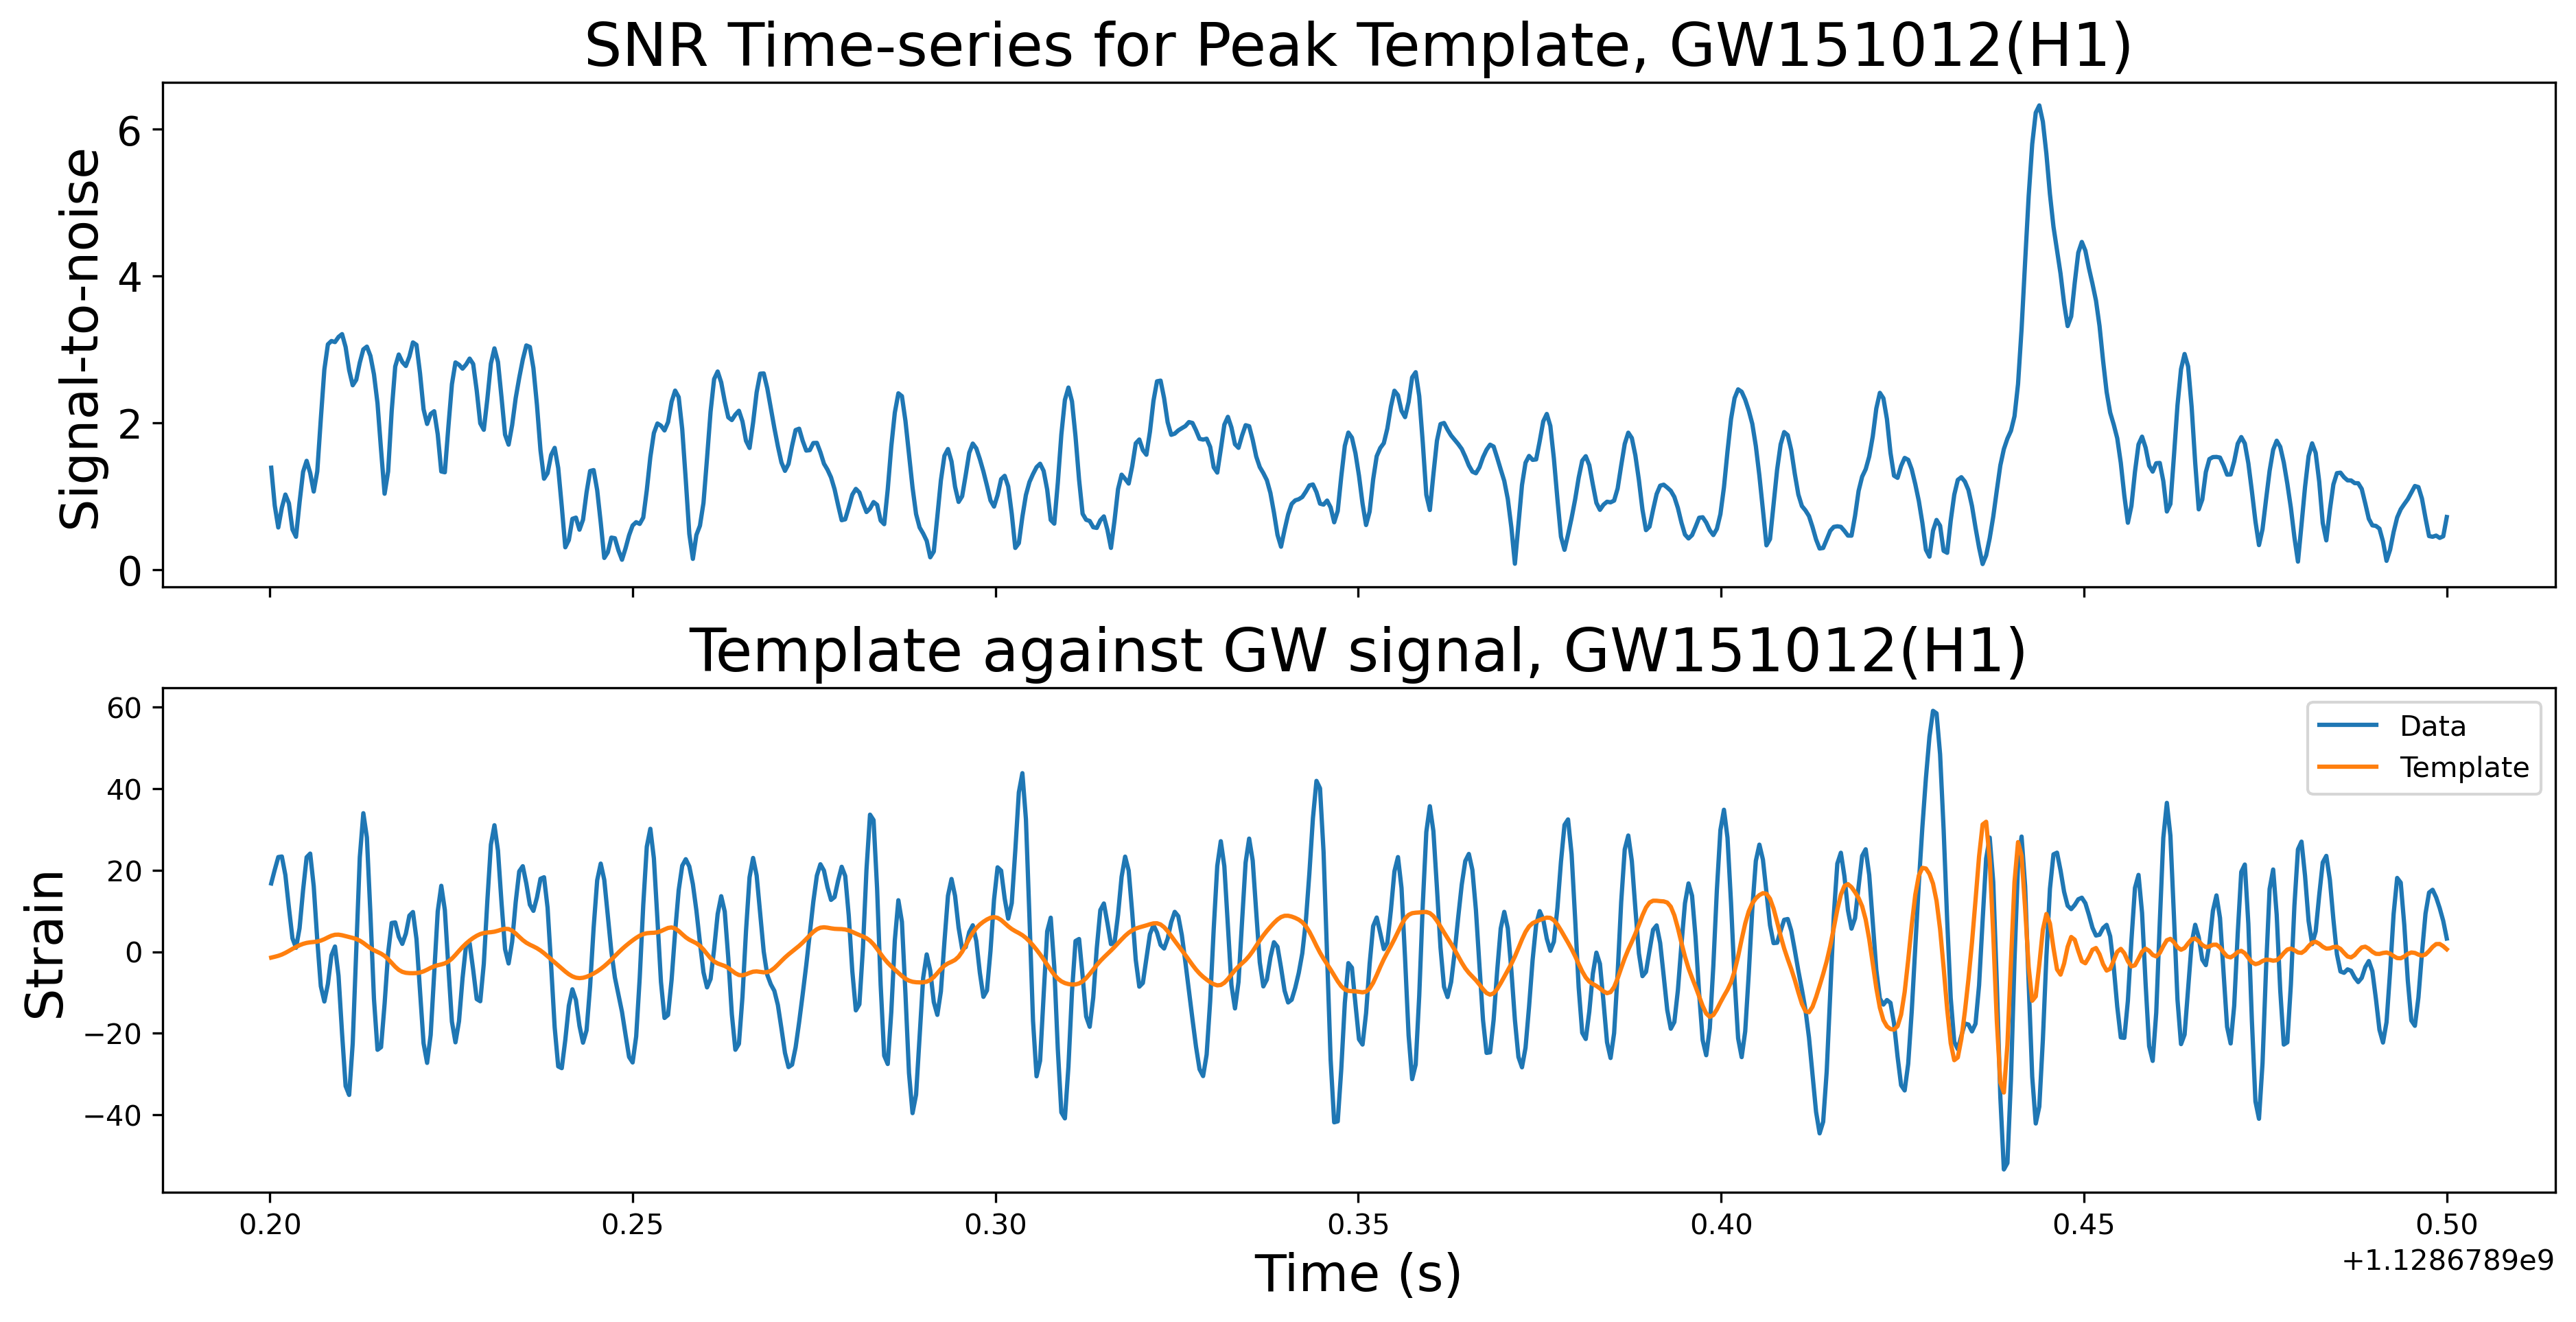 SNR Time-series for Peak Template, GW151012(H1)
Signal-to-noise
6
4
2
0
Template against GW signal, GW151012(H1)
Strain
60
40
20
0
−20
−40
Data
Template
0.20 0.25 0.30 0.35 0.40 0.45 0.50
+1.1286789e9
Time (s)